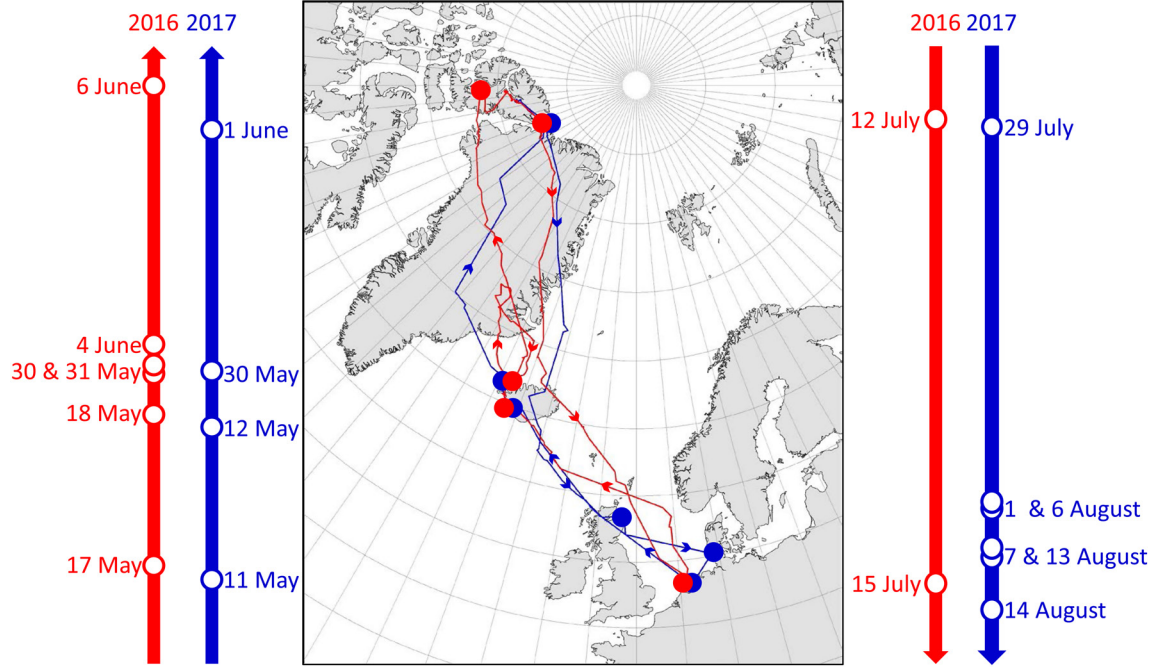 2016 2017
6 June
1 June
4 June
30 & 31 May
30 May
18 May
12 May
17 May
11 May
2016 2017
12 July
29 July
1 & 6 August
7 & 13 August
15 July
14 August